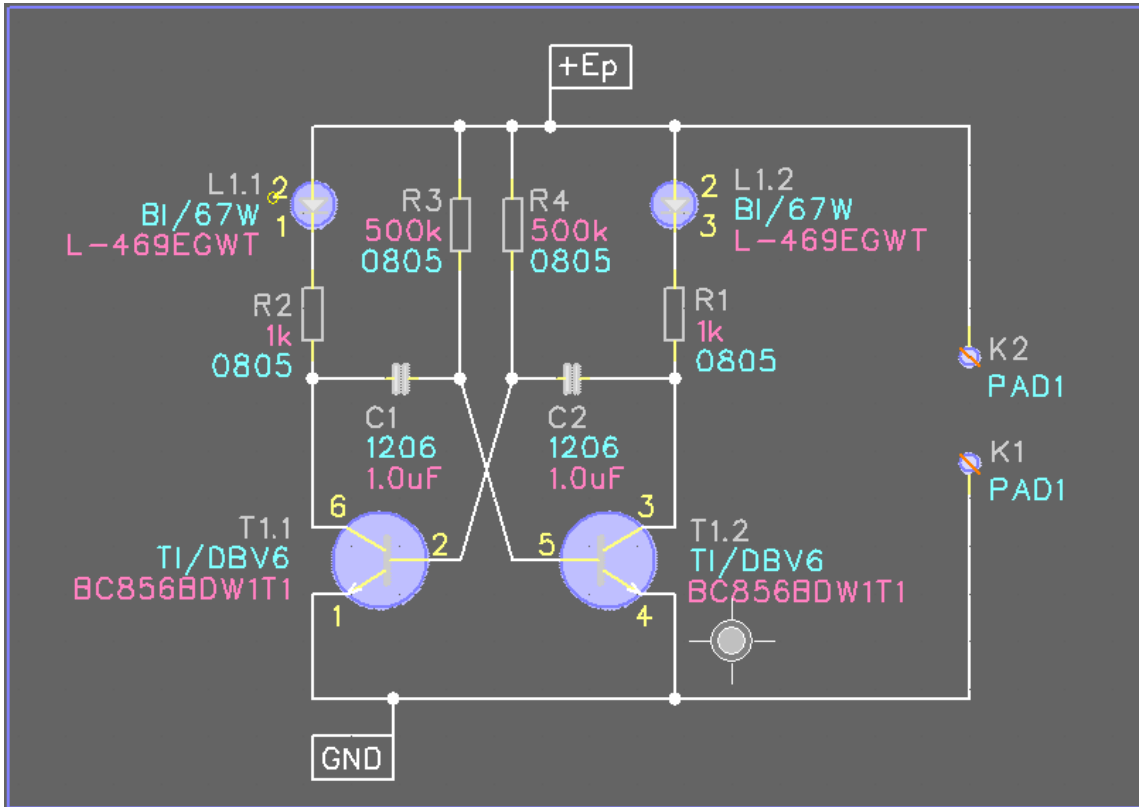 +Ep
L1.1
2
BI/67W
1
L-469EGWT
R3
500k
0805
R4
500k
0805
2
L1.2
BI/67W
3
L-469EGWT
R2
1k
0805
R1
1k
0805
K2
PAD1
C1
1206
1.0uF
C2
1206
1.0uF
K1
PAD1
6
T1.1
TI/DBV6
BC856BDW1T1
2
1
3
5
T1.2
TI/DBV6
BC856BDW1T1
4
GND